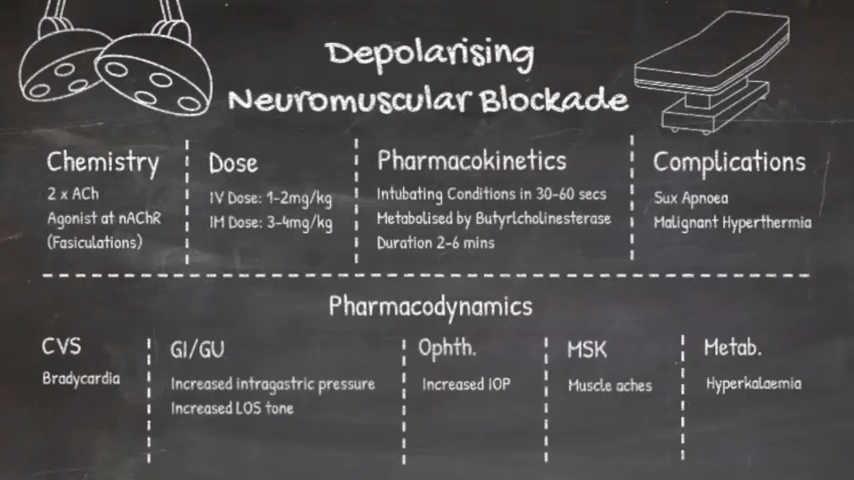 Depolarising
Neuromuscular Blockade
Chemistry
2 x ACh
Agonist at nAChR
(Fasiculations)
Dose
IV Dose: 1-2mg/kg
IM Dose: 3-4mg/kg
Pharmacokinetics
Intubating Conditions in 30-60 secs
Metabolised by Butyrlcholinesterase
Duration 2-6 mins
Complications
Sux Apnoea
Malignant Hyperthermia
Pharmacodynamics
CVS
Bradycardia
GI/GU
Increased intragastric pressure
Increased LOS tone
Ophth.
Increased IOP
MSK
Muscle aches
Metab.
Hyperkalaemia